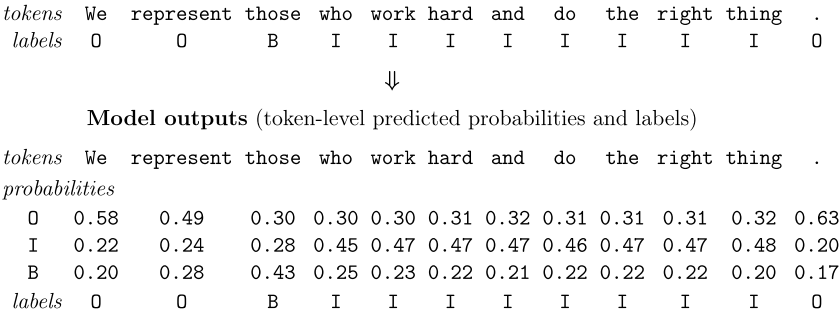 tokens We represent those who work hard and do the right thing .
labels O O B I I I I I I I I O
⇓
Model outputs (token-level predicted probabilities and labels)
tokens We represent those who work hard and do the right thing .
probabilities
O 0.58 0.49 0.30 0.30 0.30 0.31 0.32 0.31 0.31 0.31 0.32 0.63
I 0.22 0.24 0.28 0.45 0.47 0.47 0.47 0.46 0.47 0.47 0.48 0.20
B 0.20 0.28 0.43 0.25 0.23 0.22 0.21 0.22 0.22 0.22 0.20 0.17
labels O O B I I I I I I I I O